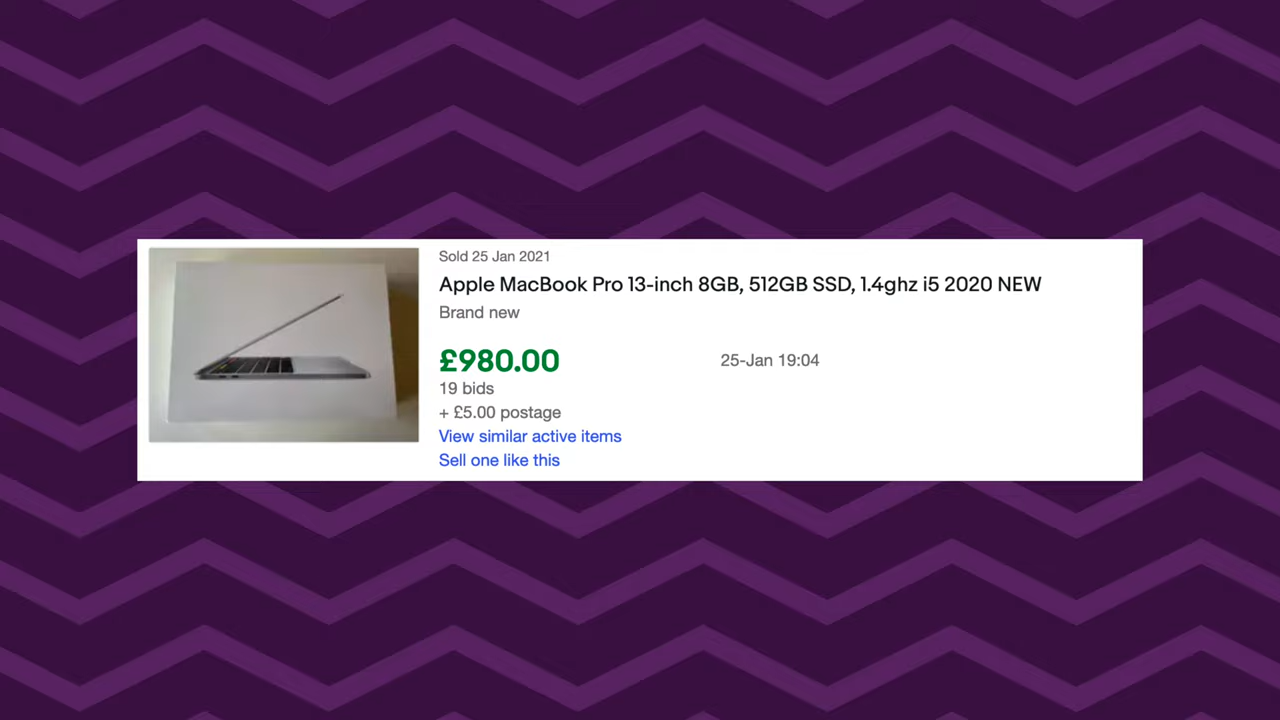 Sold 25 Jan 2021
Apple MacBook Pro 13-inch 8GB, 512GB SSD, 1.4ghz i5 2020 NEW
Brand new
£980.00
25-Jan 19:04
19 bids
+ £5.00 postage
View similar active items
Sell one like this